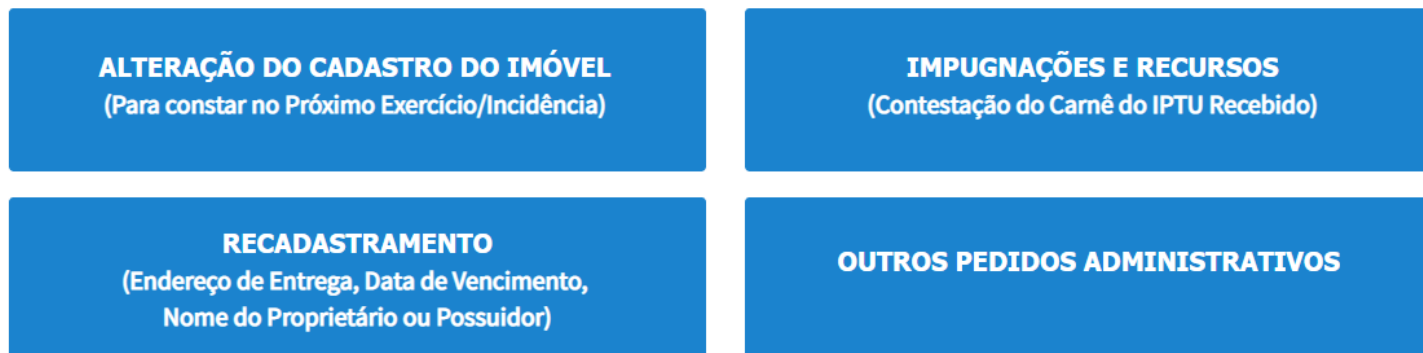 ALTERAÇÃO DO CADASTRO DO IMÓVEL
(Para constar no Próximo Exercício/Incidência)
IMPUGNAÇÕES E RECURSOS
(Contestação do Carnê do IPTU Recebido)
RECADASTRAMENTO
(Endereço de Entrega, Data de Vencimento,
Nome do Proprietário ou Possuidor)
OUTROS PEDIDOS ADMINISTRATIVOS